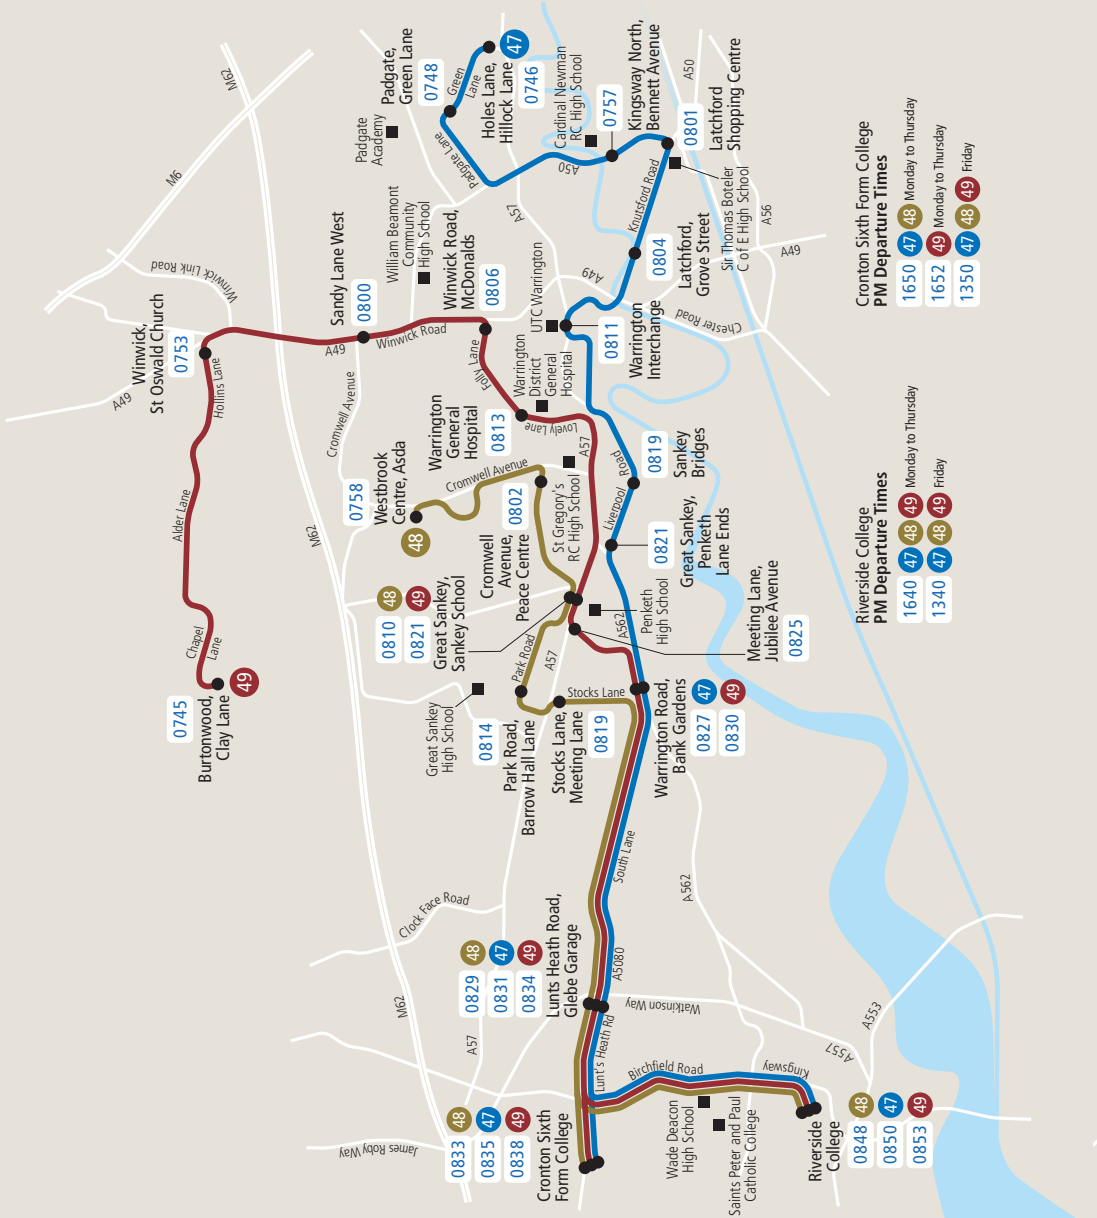 A49
Burtonwood,
Clay Lane
0745
49
Chapel
Lane
Alder Lane
Hollins Lane
Winwick,
St Oswald Church
0753
Winwick Link Road
Winwick
M6
M62
James Roby Way
M62
Clock Face Road
M62
Cromwell Avenue
A49
Sandy Lane West
0800
Winwick Road
Padgate
Academy
William Beamont
Community
High School
Padgate,
Green Lane
0748
Green
Lane
Holes Lane,
Hillock Lane
47
0746
Padgate Lane
0758
Westbrook
Centre, Asda
48
Cromwell Avenue
Warrington
General
Hospital
0813
Folly Lane
Winwick Road,
McDonalds
0806
A57
0810 48
0821 49
Great Sankey,
Sankey School
Cromwell
Avenue,
Peace Centre
0802
Great Sankey
High School
0814
Park Road,
Barrow Hall Lane
Park Road
A57
Stocks Lane,
Meeting Lane
0819
Stocks Lane
St Gregory's
RC High School
A57
Lovely Lane
Warrington
District
General
Hospital
UTC Warrington
A49
Cardinal Newman
RC High School
A50
0757
Kingsway North,
Bennett Avenue
A57
0829 48
0831 47
0834 49
Lunts Heath Road,
Glebe Garage
0833 48
0835 47
0838 49
Cronton Sixth
Form College
Lunt's Heath Rd
A5080
South Lane
A562
Penketh
High School
Liverpool
Road
0811
Warrington
Interchange
Knutsford Road
0801
Latchford
Shopping Centre
A50
0819
Sankey
Bridges
0821
Great Sankey,
Penketh
Lane Ends
0804
Latchford,
Grove Street
Chester Road
Sir Thomas Boteler
C of E High School
A56
A49
Warrington Road,
Bank Gardens
0827 47
0830 49
Meeting Lane,
Jubilee Avenue
0825
A562
Watkinson Way
Birchfield Road
Kingsway
Wade Deacon
High School
Saints Peter and Paul
Catholic College
A557
A553
Riverside
College
0848 48
0850 47
0853 49
Riverside College
PM Departure Times
1640 47 48 49 Monday to Thursday
1340 47 48 49 Friday
Cronton Sixth Form College
PM Departure Times
1650 47 48 Monday to Thursday
1652 49 Monday to Thursday
1350 47 48 49 Friday